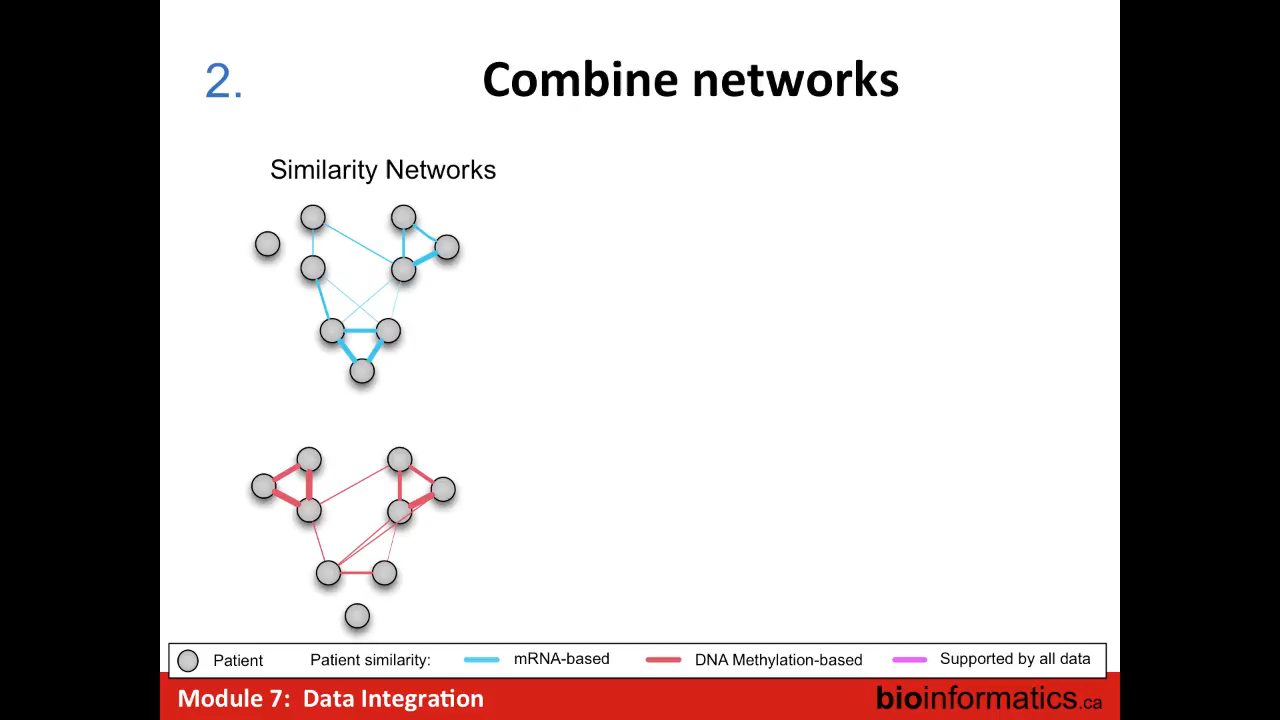 2.
Combine networks
Similarity Networks
Patient
Patient similarity:
mRNA-based
DNA Methylation-based
Supported by all data
Module 7: Data Integration
bioinformatics.ca